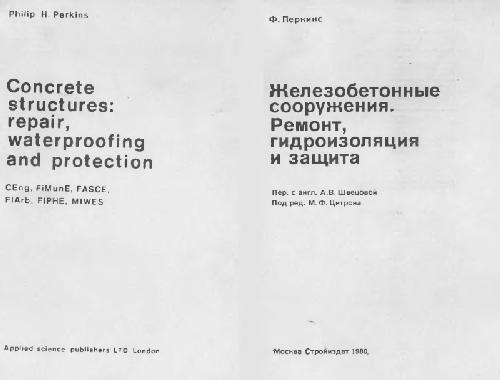 Philip H. Perkins
Concrete
structures:
repair,
waterproofing
and protection
CEng, FiMunE, FASCE,
FIArb, FIPHE, MIWES
Applied science publishers LTD London
Ф. Перкинс
Железобетонные
сооружения.
Ремонт,
гидроизоляция
и защита
Пер. с англ. А.В. Швецовой
Под ред. М.Ф. Цитрона
Москва Стройиздат 1980,